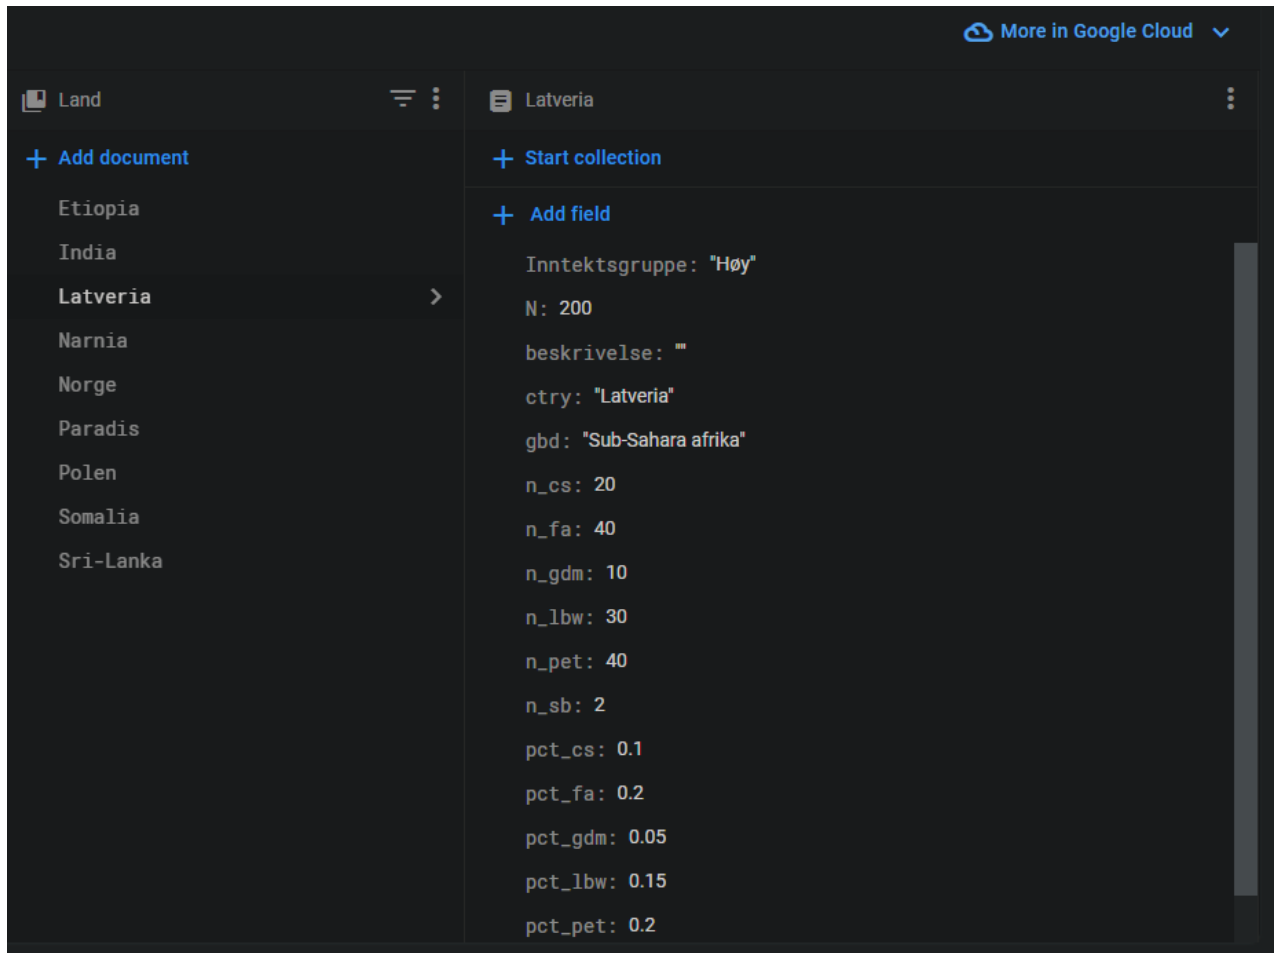 More in Google Cloud
Land
Latveria
Add document
Start collection
Etiopia
India
Latveria
Narnia
Norge
Paradis
Polen
Somalia
Sri-Lanka
Add field
Inntektsgruppe: "Høy"
N: 200
beskrivelse: ""
ctry: "Latveria"
gbd: "Sub-Sahara afrika"
n_cs: 20
n_fa: 40
n_gdm: 10
n_lbw: 30
n_pet: 40
n_sb: 2
pct_cs: 0.1
pct_fa: 0.2
pct_gdm: 0.05
pct_lbw: 0.15
pct_pet: 0.2